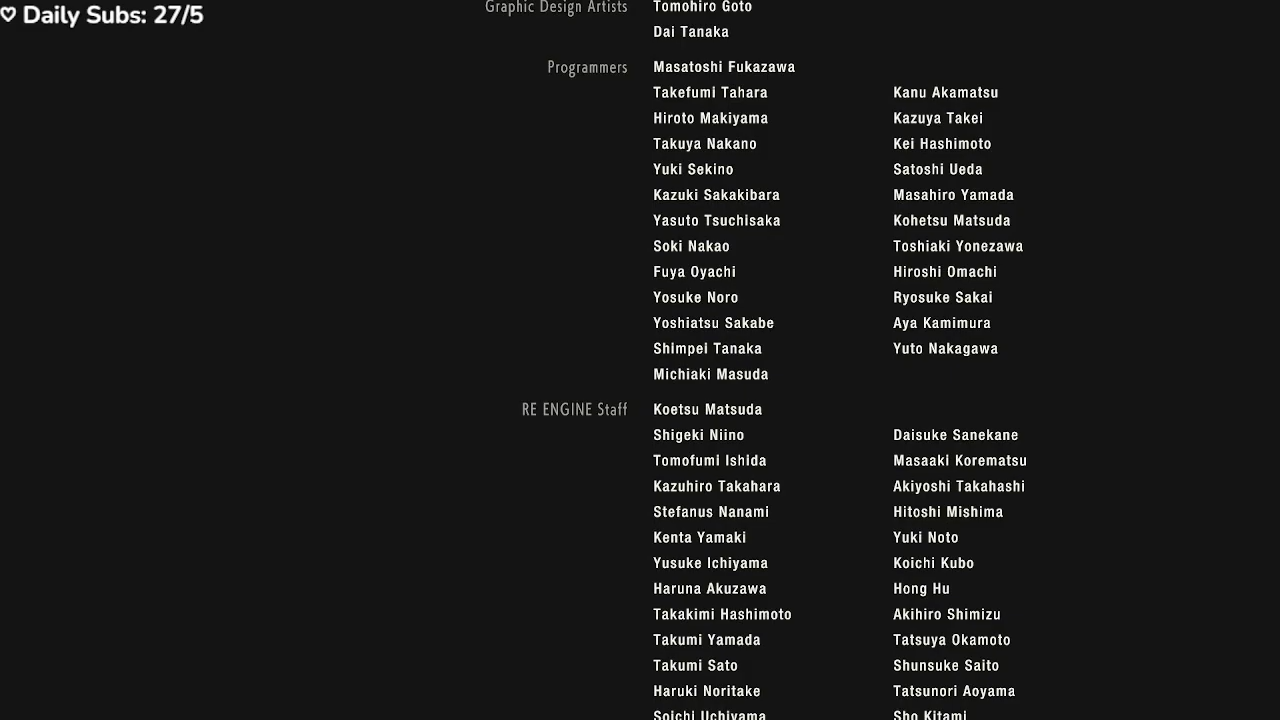 ♡ Daily Subs: 27/5
Graphic Design Artists Tomohiro Goto
Dai Tanaka
Programmers Masatoshi Fukazawa
Takefumi Tahara Kanu Akamatsu
Hiroto Makiyama Kazuya Takei
Takuya Nakano Kei Hashimoto
Yuki Sekino Satoshi Ueda
Kazuki Sakakibara Masahiro Yamada
Yasuto Tsuchisaka Kohetsu Matsuda
Soki Nakao Toshiaki Yonezawa
Fuya Oyachi Hiroshi Omachi
Yosuke Noro Ryosuke Sakai
Yoshiatsu Sakabe Aya Kamimura
Shimpei Tanaka Yuto Nakagawa
Michiaki Masuda
RE ENGINE Staff Koetsu Matsuda
Shigeki Niino Daisuke Sanekane
Tomofumi Ishida Masaaki Korematsu
Kazuhiro Takahara Akiyoshi Takahashi
Stefanus Nanami Hitoshi Mishima
Kenta Yamaki Yuki Noto
Yusuke Ichiyama Koichi Kubo
Haruna Akuzawa Hong Hu
Takakimi Hashimoto Akihiro Shimizu
Takumi Yamada Tatsuya Okamoto
Takumi Sato Shunsuke Saito
Haruki Noritake Tatsunori Aoyama
Soichi Uchiyama Sho Kitami